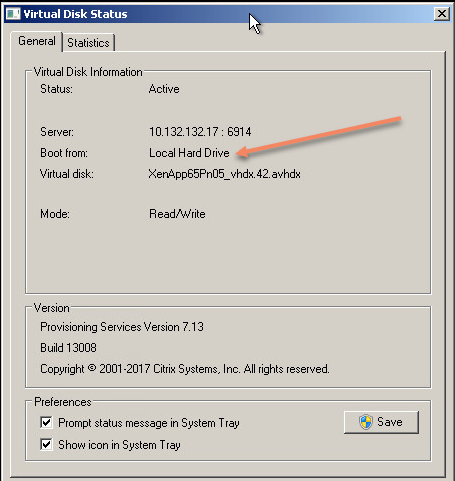 Virtual Disk Status
General
Statistics
Virtual Disk Information
Status: Active
Server: 10.132.132.17 : 6914
Boot from: Local Hard Drive
Virtual disk: XenApp65Pn05_vhdx.42.avhdx
Mode: Read/Write
Version
Provisioning Services Version 7.13
Build 13008
Copyright © 2001-2017 Citrix Systems, Inc. All rights reserved.
Preferences
Prompt status message in System Tray
Save
Show icon in System Tray